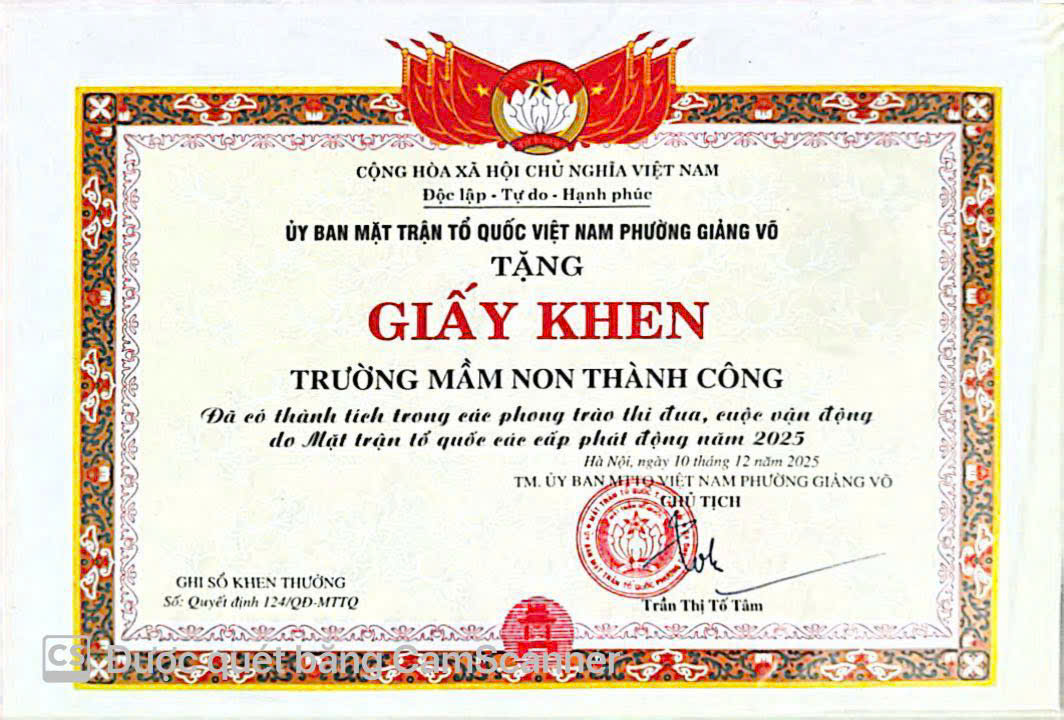 CỘNG HÒA XÃ HỘI CHỦ NGHĨA VIỆT NAM
Độc lập - Tự do - Hạnh phúc
ỦY BAN MẶT TRẬN TỔ QUỐC VIỆT NAM PHƯỜNG GIẢNG VÕ
TẶNG
GIẤY KHEN
TRƯỜNG MẦM NON THÀNH CÔNG
Đã có thành tích trong các phong trào thi đua, cuộc vận động
do Mặt trận tổ quốc các cấp phát động năm 2025
Hà Nội, ngày 10 tháng 12 năm 2025
TM. ỦY BAN MTTQ VIỆT NAM PHƯỜNG GIẢNG VÕ
CHỦ TỊCH
GHI SỔ KHEN THƯỞNG
Số: Quyết định 124/QĐ-MTTQ
Trần Thị Tố Tâm
CS Được quét bằng CamScanner